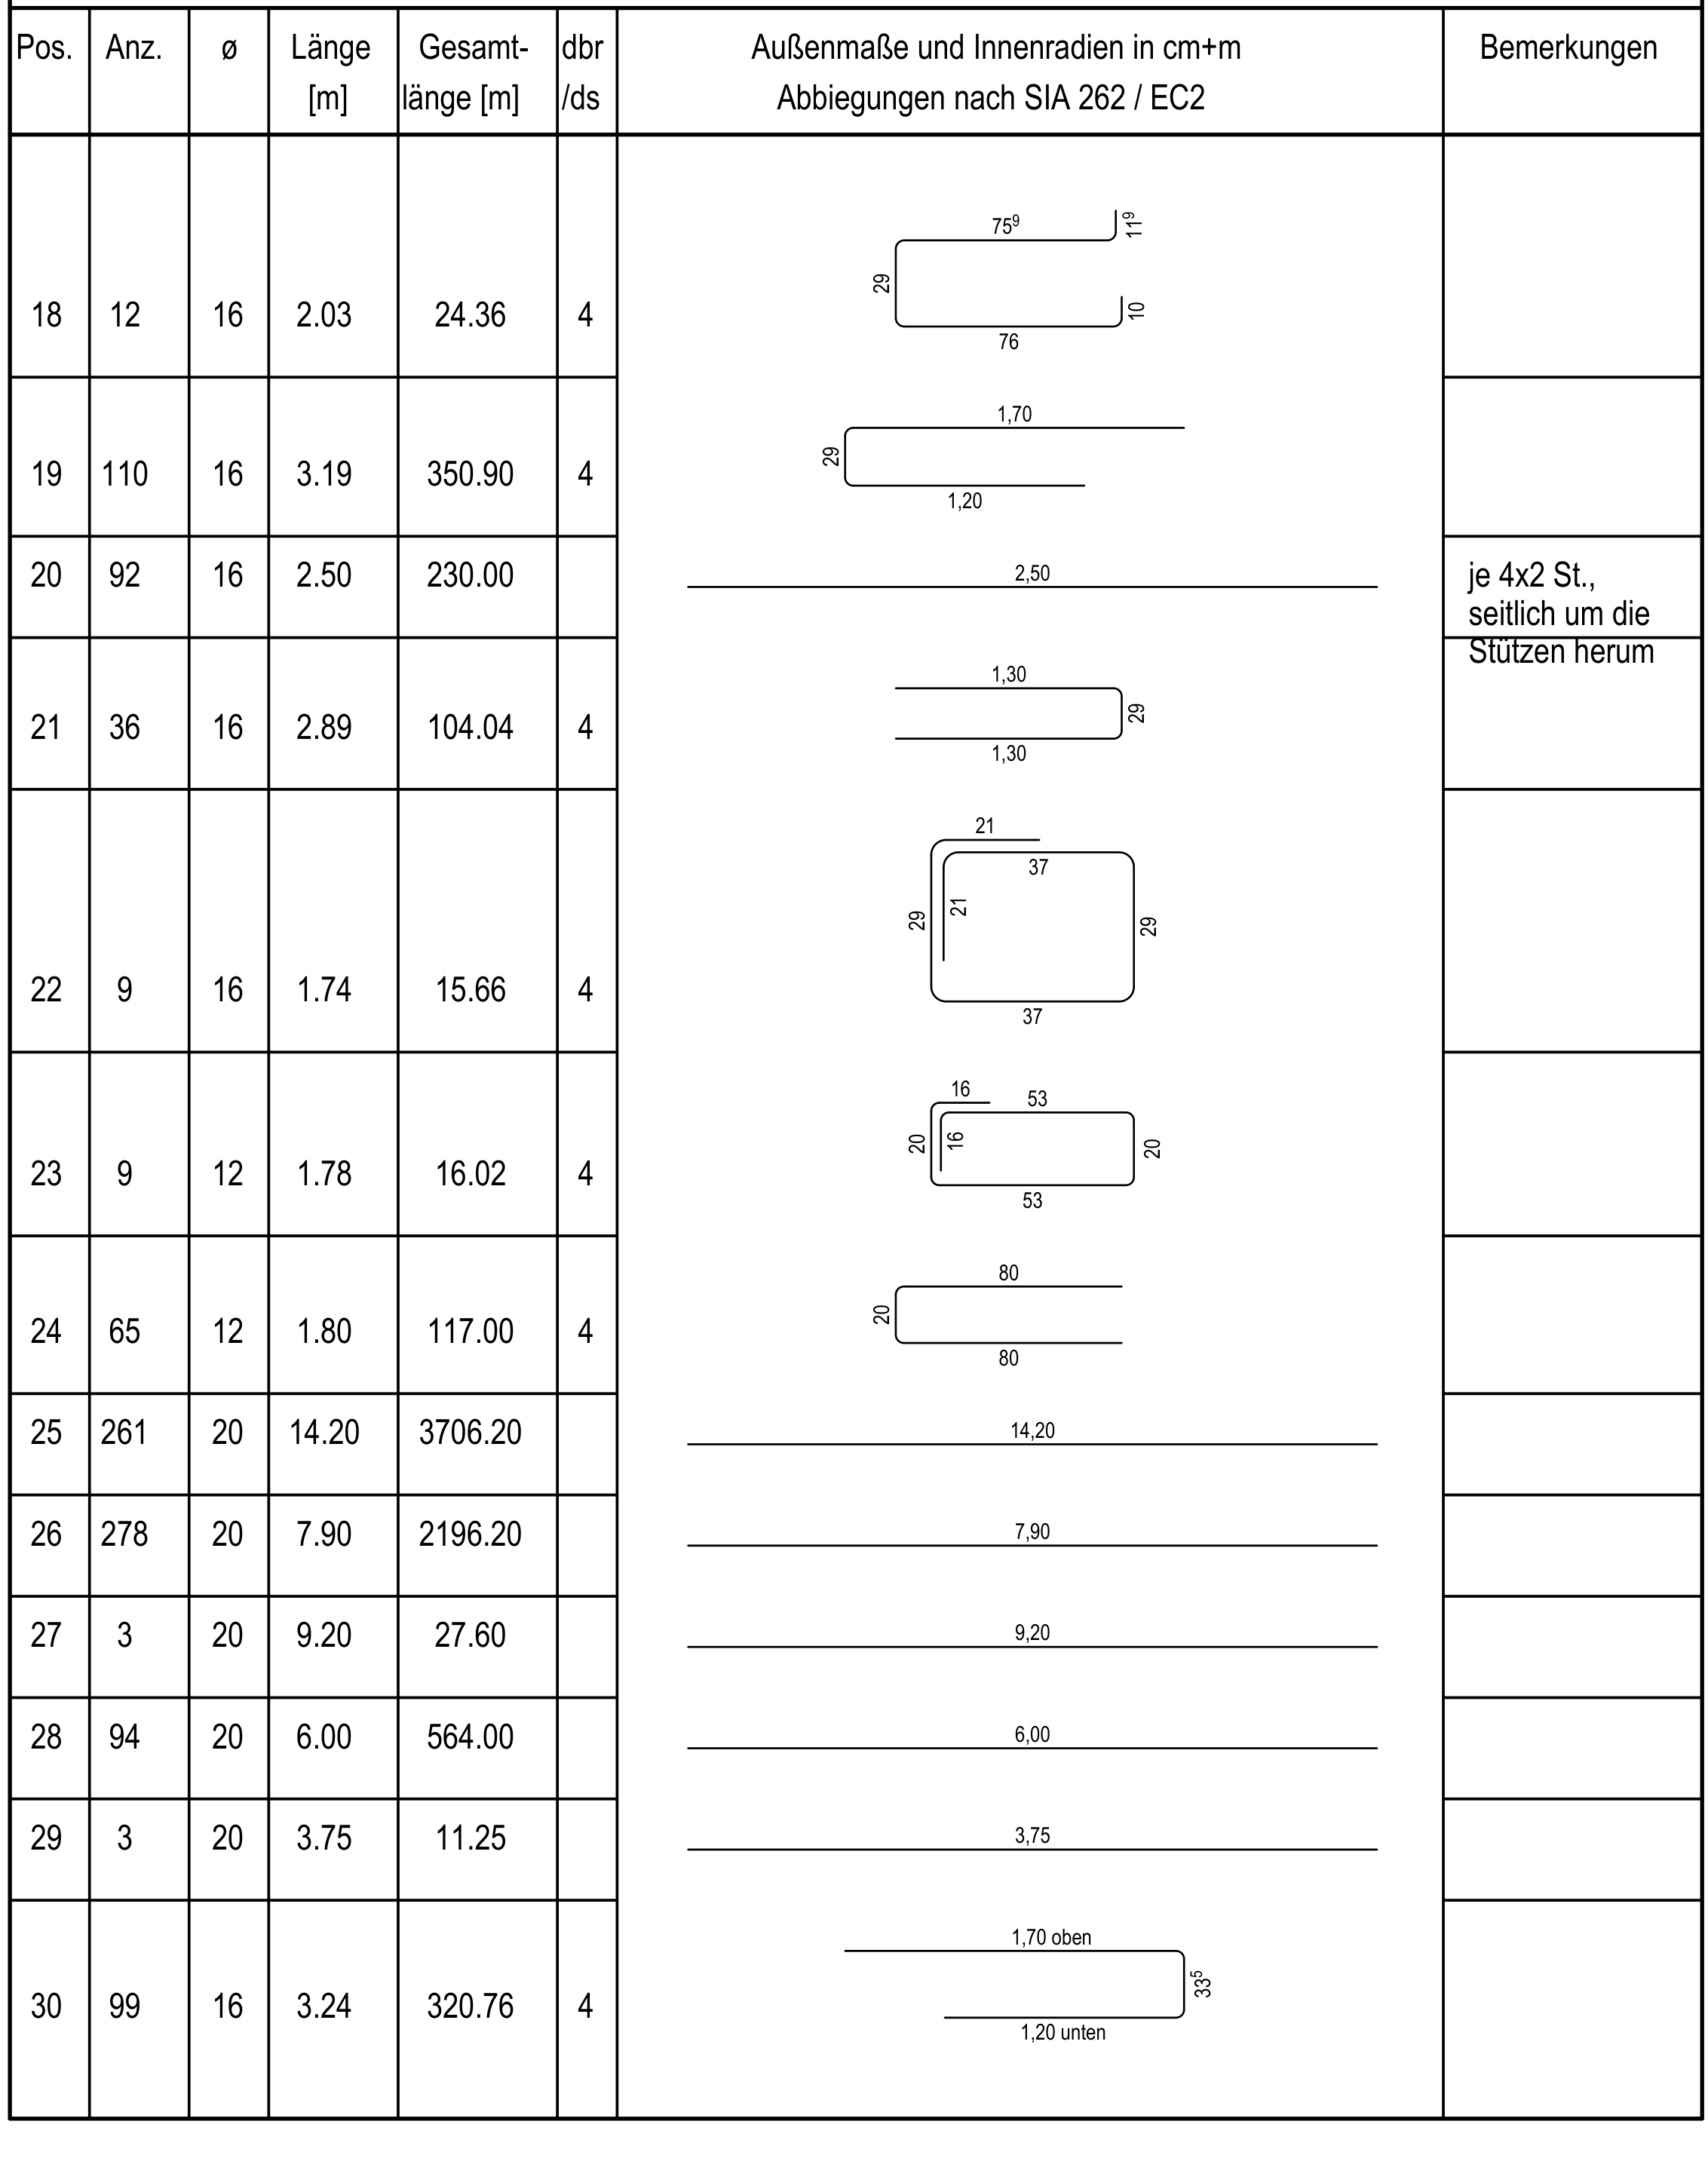 Pos. Anz. ø Länge Gesamt- dbr Außenmaße und Innenradien in cm+m Bemerkungen
[m] länge [m] /ds Abbiegungen nach SIA 262 / EC2
75⁹ 11⁹
29
18 12 16 2.03 24.36 4 10
76
1,70
29
19 110 16 3.19 350.90 4
1,20
20 92 16 2.50 230.00 2,50 je 4x2 St.,
seitlich um die
Stützen herum
1,30
21 36 16 2.89 104.04 4 29
1,30
21
37
29 21 29
22 9 16 1.74 15.66 4
37
16 53
20 16 20
23 9 12 1.78 16.02 4
53
80
20
24 65 12 1.80 117.00 4
80
25 261 20 14.20 3706.20 14,20
26 278 20 7.90 2196.20 7,90
27 3 20 9.20 27.60 9,20
28 94 20 6.00 564.00 6,00
29 3 20 3.75 11.25 3,75
1,70 oben
33⁵
30 99 16 3.24 320.76 4
1,20 unten